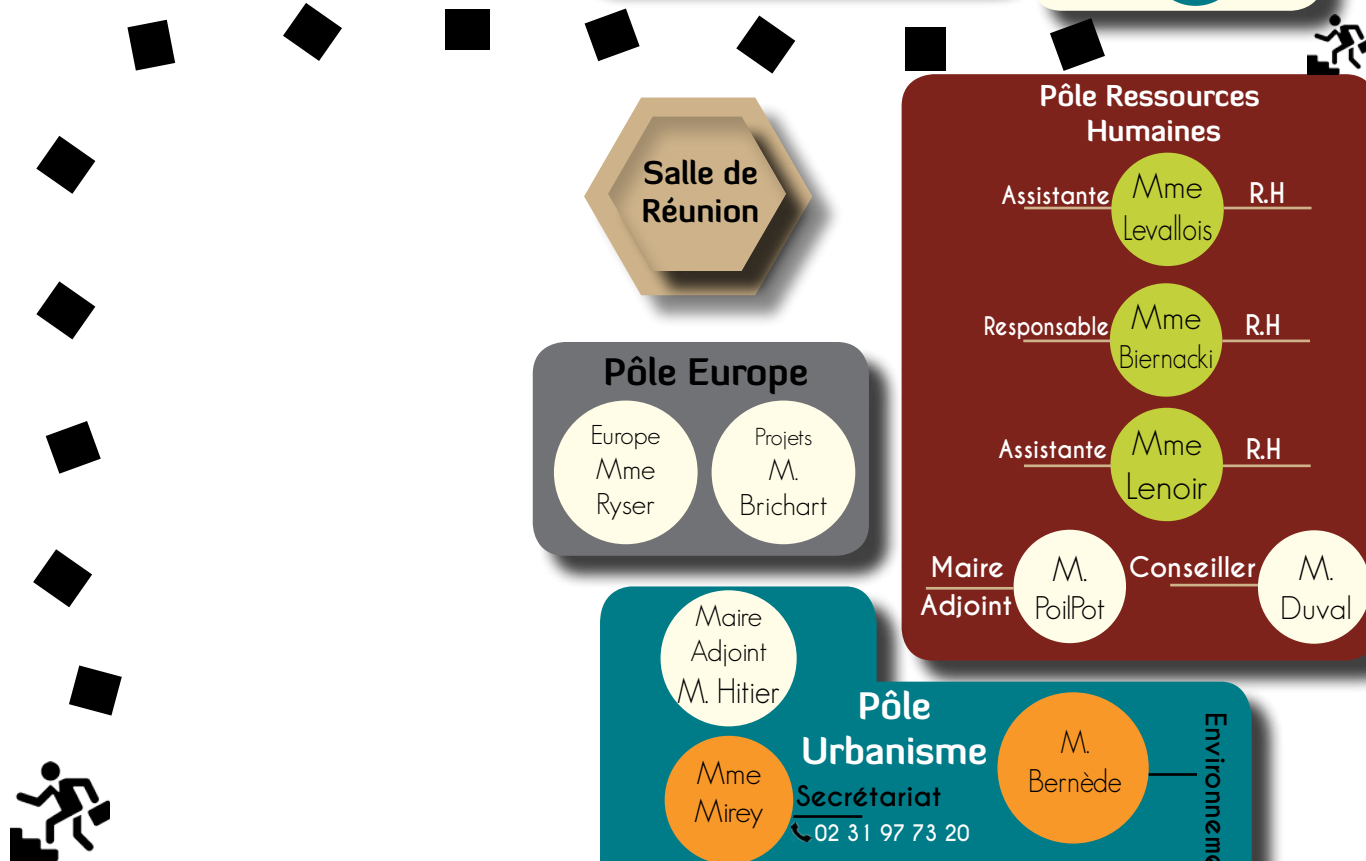 Salle de
Réunion
Pôle Ressources
Humaines
Assistante
Mme
Levallois
R.H
Responsable
Mme
Biernacki
R.H
Assistante
Mme
Lenoir
R.H
Maire
Adjoint
M.
PoilPot
Conseiller
M.
Duval
Pôle Europe
Europe
Mme
Ryser
Projets
M.
Brichart
Maire
Adjoint
M. Hitier
Pôle
Urbanisme
Mme
Mirey
Secrétariat
02 31 97 73 20
M.
Bernède